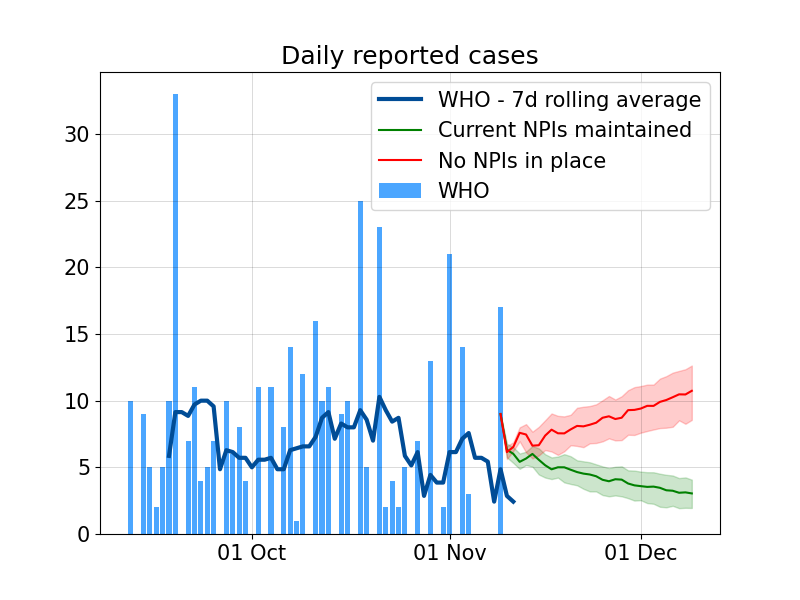 Daily reported cases
WHO - 7d rolling average
Current NPIs maintained
No NPIs in place
WHO
30
25
20
15
10
5
0
01 Oct
01 Nov
01 Dec